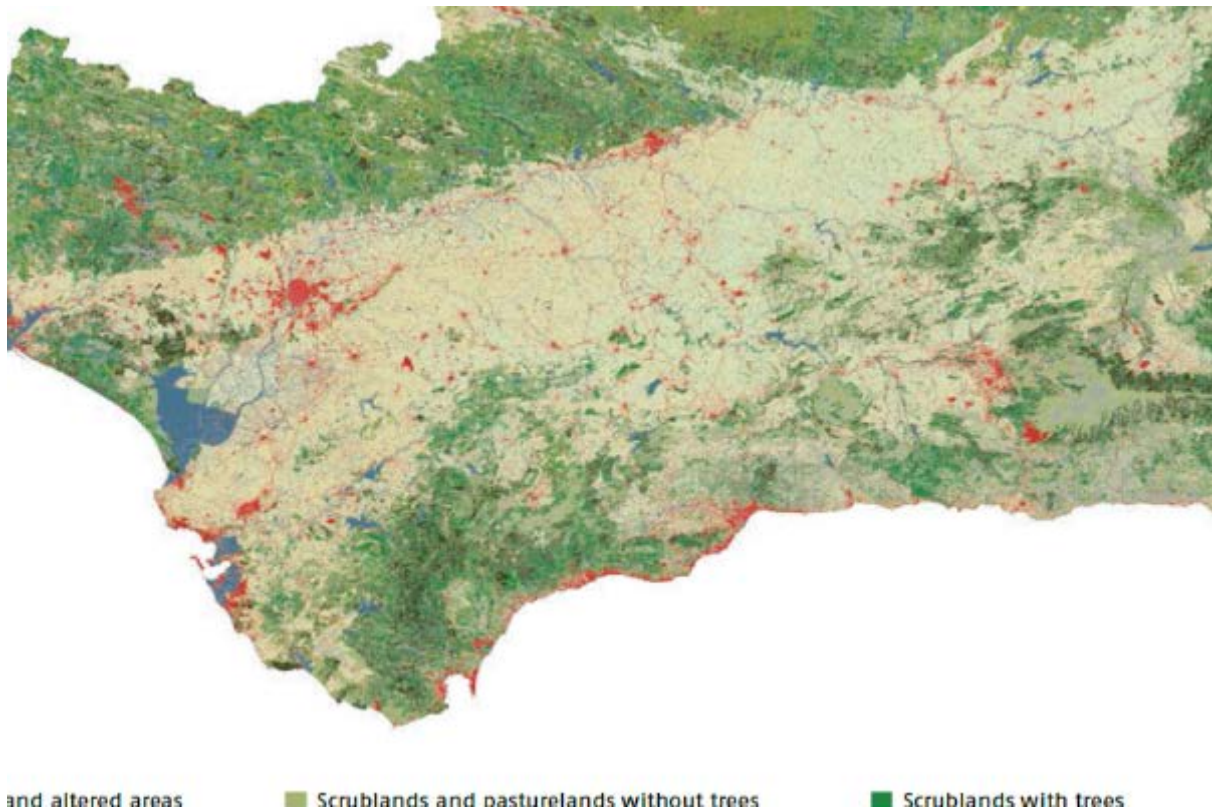 and altered areas
Scrublands and pasturelands without trees
Scrublands with trees